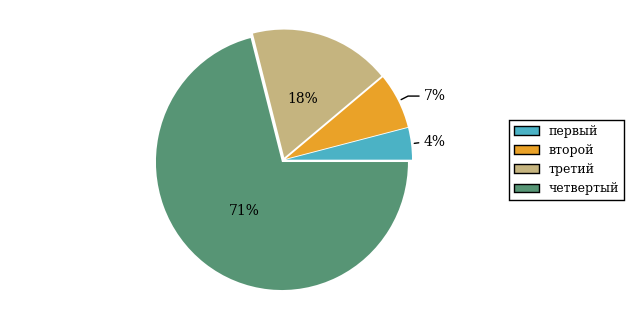 18%
7%
4%
71%
первый
второй
третий
четвертый